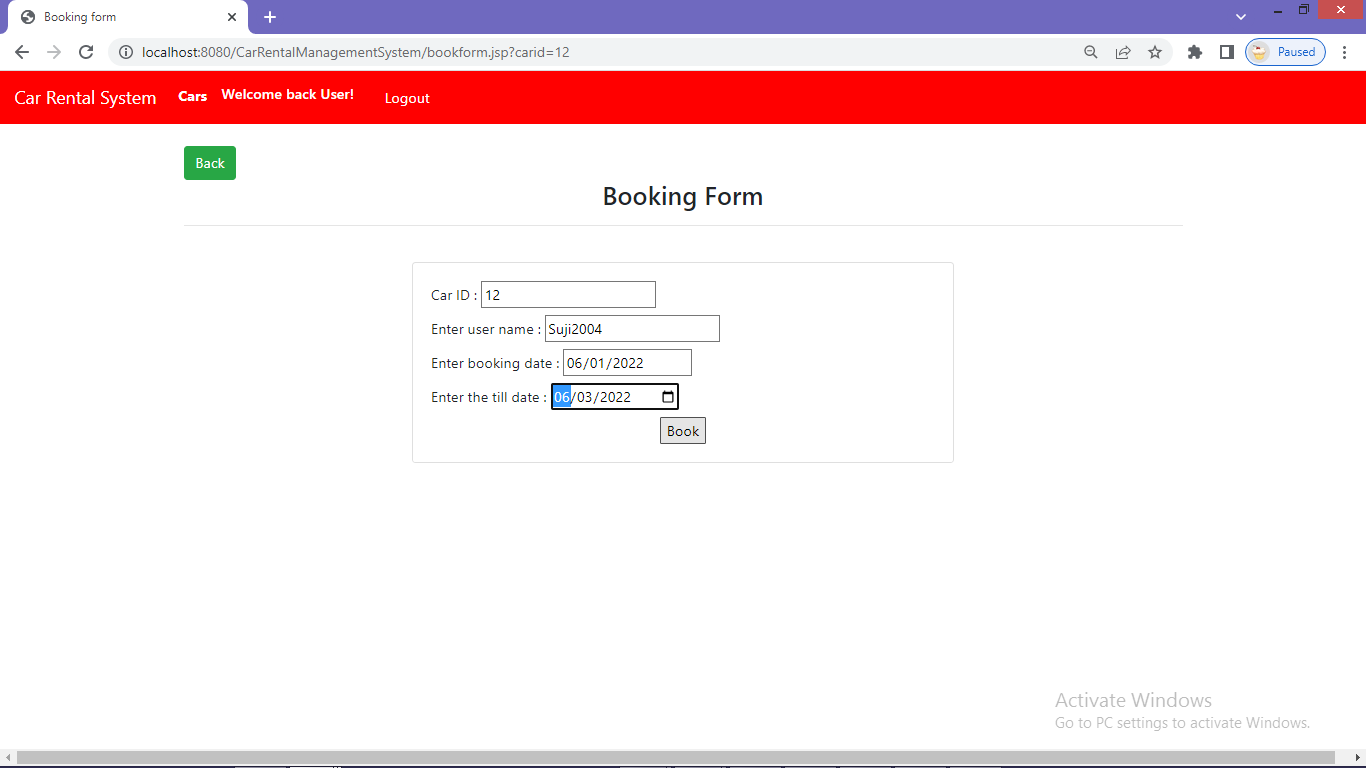 Booking form
localhost:8080/CarRentalManagementSystem/bookform.jsp?carid=12
Paused
Car Rental System Cars Welcome back User! Logout
Back
Booking Form
Car ID : 12
Enter user name : Suji2004
Enter booking date : 06/01/2022
Enter the till date : 06/03/2022
Book
Activate Windows
Go to PC settings to activate Windows.